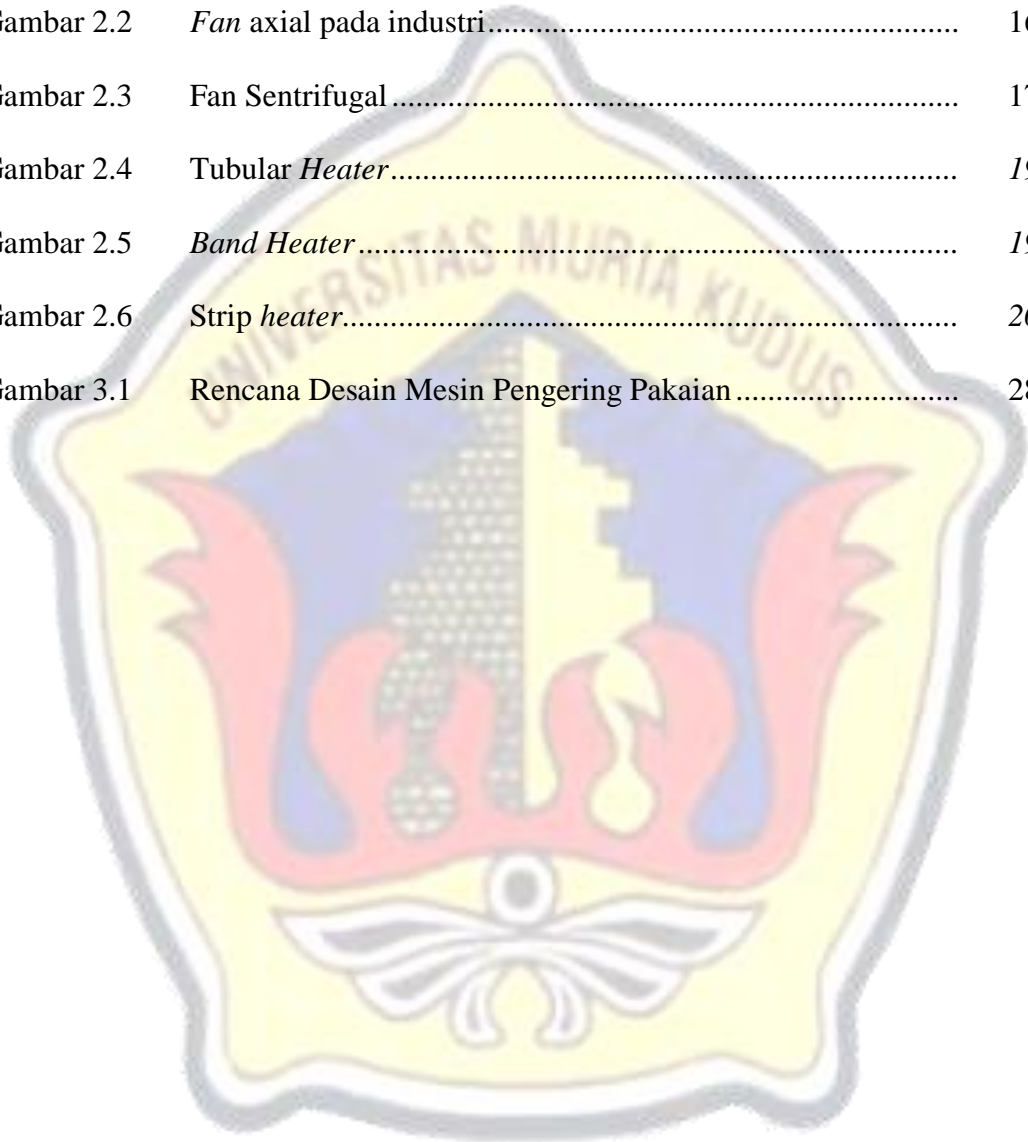 Gambar 2.2 Fan axial pada industri.......................................................... 16
Gambar 2.3 Fan Sentrifugal...................................................................... 17
Gambar 2.4 Tubular Heater...................................................................... 19
Gambar 2.5 Band Heater.......................................................................... 19
Gambar 2.6 Strip heater............................................................................ 26
Gambar 3.1 Rencana Desain Mesin Pengering Pakaian........................... 28
UNIVERSITAS MURIA KUDUS